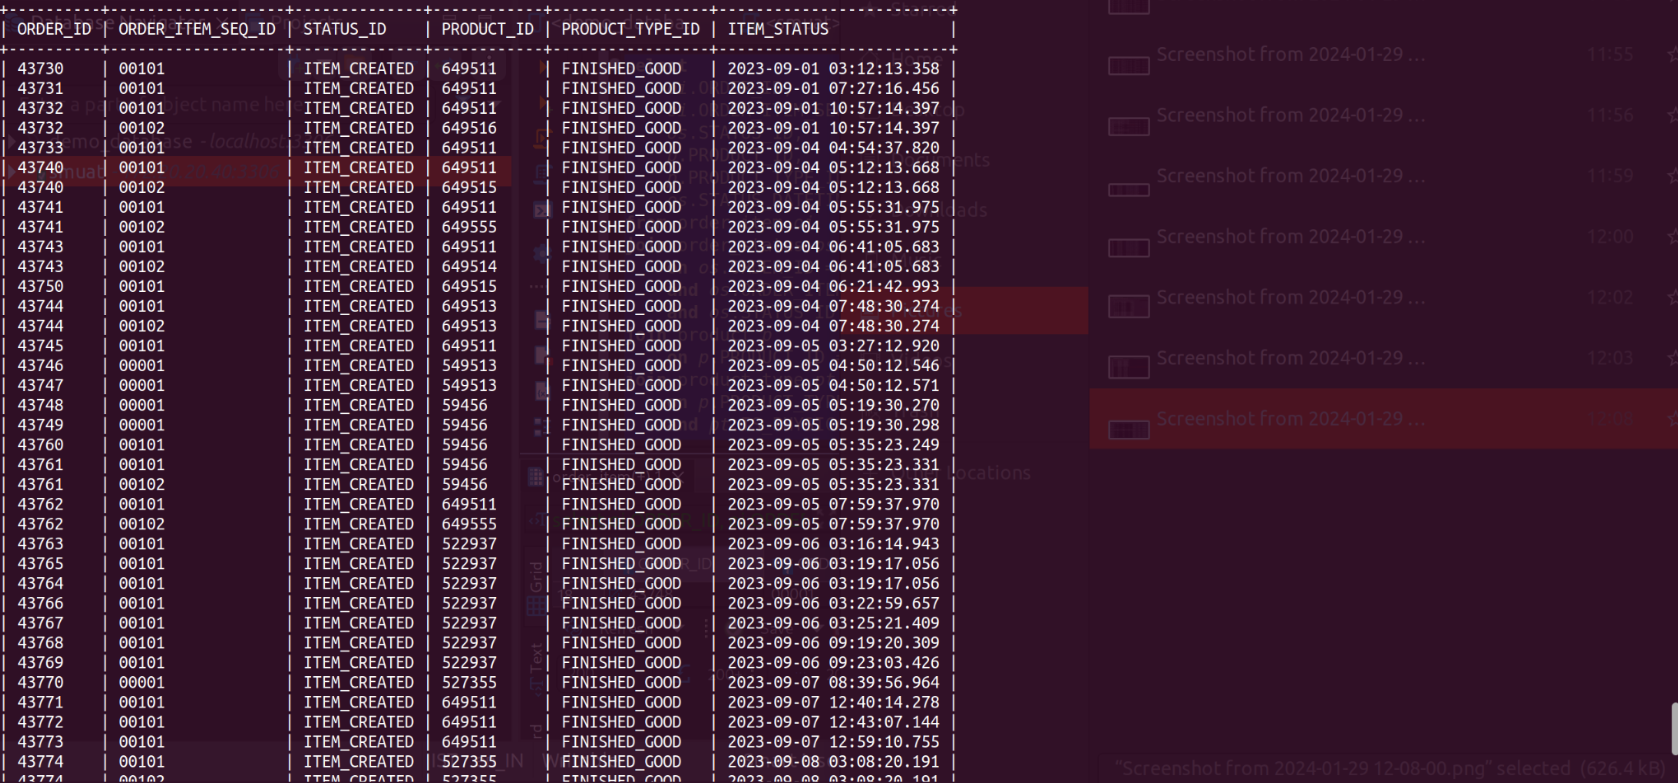 | ORDER_ID | ORDER_ITEM_SEQ_ID | STATUS_ID | PRODUCT_ID | PRODUCT_TYPE_ID | ITEM_STATUS |
| 43730 | 00101 | ITEM_CREATED | 649511 | FINISHED_GOOD | 2023-09-01 03:12:13.358 |
| 43731 | 00101 | ITEM_CREATED | 649511 | FINISHED_GOOD | 2023-09-01 07:27:16.456 |
| 43732 | 00101 | ITEM_CREATED | 649511 | FINISHED_GOOD | 2023-09-01 10:57:14.397 |
| 43732 | 00102 | ITEM_CREATED | 649516 | FINISHED_GOOD | 2023-09-01 10:57:14.397 |
| 43733 | 00101 | ITEM_CREATED | 649511 | FINISHED_GOOD | 2023-09-04 04:54:37.820 |
| 43740 | 00101 | ITEM_CREATED | 649511 | FINISHED_GOOD | 2023-09-04 05:12:13.668 |
| 43740 | 00102 | ITEM_CREATED | 649515 | FINISHED_GOOD | 2023-09-04 05:12:13.668 |
| 43741 | 00101 | ITEM_CREATED | 649511 | FINISHED_GOOD | 2023-09-04 05:55:31.975 |
| 43741 | 00102 | ITEM_CREATED | 649555 | FINISHED_GOOD | 2023-09-04 05:55:31.975 |
| 43743 | 00101 | ITEM_CREATED | 649511 | FINISHED_GOOD | 2023-09-04 06:41:05.683 |
| 43743 | 00102 | ITEM_CREATED | 649514 | FINISHED_GOOD | 2023-09-04 06:41:05.683 |
| 43750 | 00101 | ITEM_CREATED | 649515 | FINISHED_GOOD | 2023-09-04 06:21:42.993 |
| 43744 | 00101 | ITEM_CREATED | 649513 | FINISHED_GOOD | 2023-09-04 07:48:30.274 |
| 43744 | 00102 | ITEM_CREATED | 649513 | FINISHED_GOOD | 2023-09-04 07:48:30.274 |
| 43745 | 00101 | ITEM_CREATED | 649511 | FINISHED_GOOD | 2023-09-05 03:27:12.920 |
| 43746 | 00001 | ITEM_CREATED | 549513 | FINISHED_GOOD | 2023-09-05 04:50:12.546 |
| 43747 | 00001 | ITEM_CREATED | 549513 | FINISHED_GOOD | 2023-09-05 04:50:12.571 |
| 43748 | 00001 | ITEM_CREATED | 59456 | FINISHED_GOOD | 2023-09-05 05:19:30.270 |
| 43749 | 00001 | ITEM_CREATED | 59456 | FINISHED_GOOD | 2023-09-05 05:19:30.298 |
| 43760 | 00101 | ITEM_CREATED | 59456 | FINISHED_GOOD | 2023-09-05 05:35:23.249 |
| 43761 | 00101 | ITEM_CREATED | 59456 | FINISHED_GOOD | 2023-09-05 05:35:23.331 |
| 43761 | 00102 | ITEM_CREATED | 59456 | FINISHED_GOOD | 2023-09-05 05:35:23.331 |
| 43762 | 00101 | ITEM_CREATED | 649511 | FINISHED_GOOD | 2023-09-05 07:59:37.970 |
| 43762 | 00102 | ITEM_CREATED | 649555 | FINISHED_GOOD | 2023-09-05 07:59:37.970 |
| 43763 | 00101 | ITEM_CREATED | 522937 | FINISHED_GOOD | 2023-09-06 03:16:14.943 |
| 43765 | 00101 | ITEM_CREATED | 522937 | FINISHED_GOOD | 2023-09-06 03:19:17.056 |
| 43764 | 00101 | ITEM_CREATED | 522937 | FINISHED_GOOD | 2023-09-06 03:19:17.056 |
| 43766 | 00101 | ITEM_CREATED | 522937 | FINISHED_GOOD | 2023-09-06 03:22:59.657 |
| 43767 | 00101 | ITEM_CREATED | 522937 | FINISHED_GOOD | 2023-09-06 03:25:21.409 |
| 43768 | 00101 | ITEM_CREATED | 522937 | FINISHED_GOOD | 2023-09-06 09:19:20.309 |
| 43769 | 00101 | ITEM_CREATED | 522937 | FINISHED_GOOD | 2023-09-06 09:23:03.426 |
| 43770 | 00001 | ITEM_CREATED | 527355 | FINISHED_GOOD | 2023-09-07 08:39:56.964 |
| 43771 | 00101 | ITEM_CREATED | 649511 | FINISHED_GOOD | 2023-09-07 12:40:14.278 |
| 43772 | 00101 | ITEM_CREATED | 649511 | FINISHED_GOOD | 2023-09-07 12:43:07.144 |
| 43773 | 00101 | ITEM_CREATED | 649511 | FINISHED_GOOD | 2023-09-07 12:59:10.755 |
| 43774 | 00101 | ITEM_CREATED | 527355 | FINISHED_GOOD | 2023-09-08 03:08:20.191 |
| 43774 | 00102 | ITEM_CREATED | 527355 | FINISHED_GOOD | 2023-09-08 03:08:20.191 |
Starred
Screenshot from 2024-01-29 ... 11:55
Screenshot from 2024-01-29 ... 11:56
Screenshot from 2024-01-29 ... 11:59
Screenshot from 2024-01-29 ... 12:00
Screenshot from 2024-01-29 ... 12:02
Screenshot from 2024-01-29 ... 12:03
Screenshot from 2024-01-29 ... 12:08
Locations
Grid
Text
"Screenshot from 2024-01-29 12-08-00.png" selected (626.4 kB)